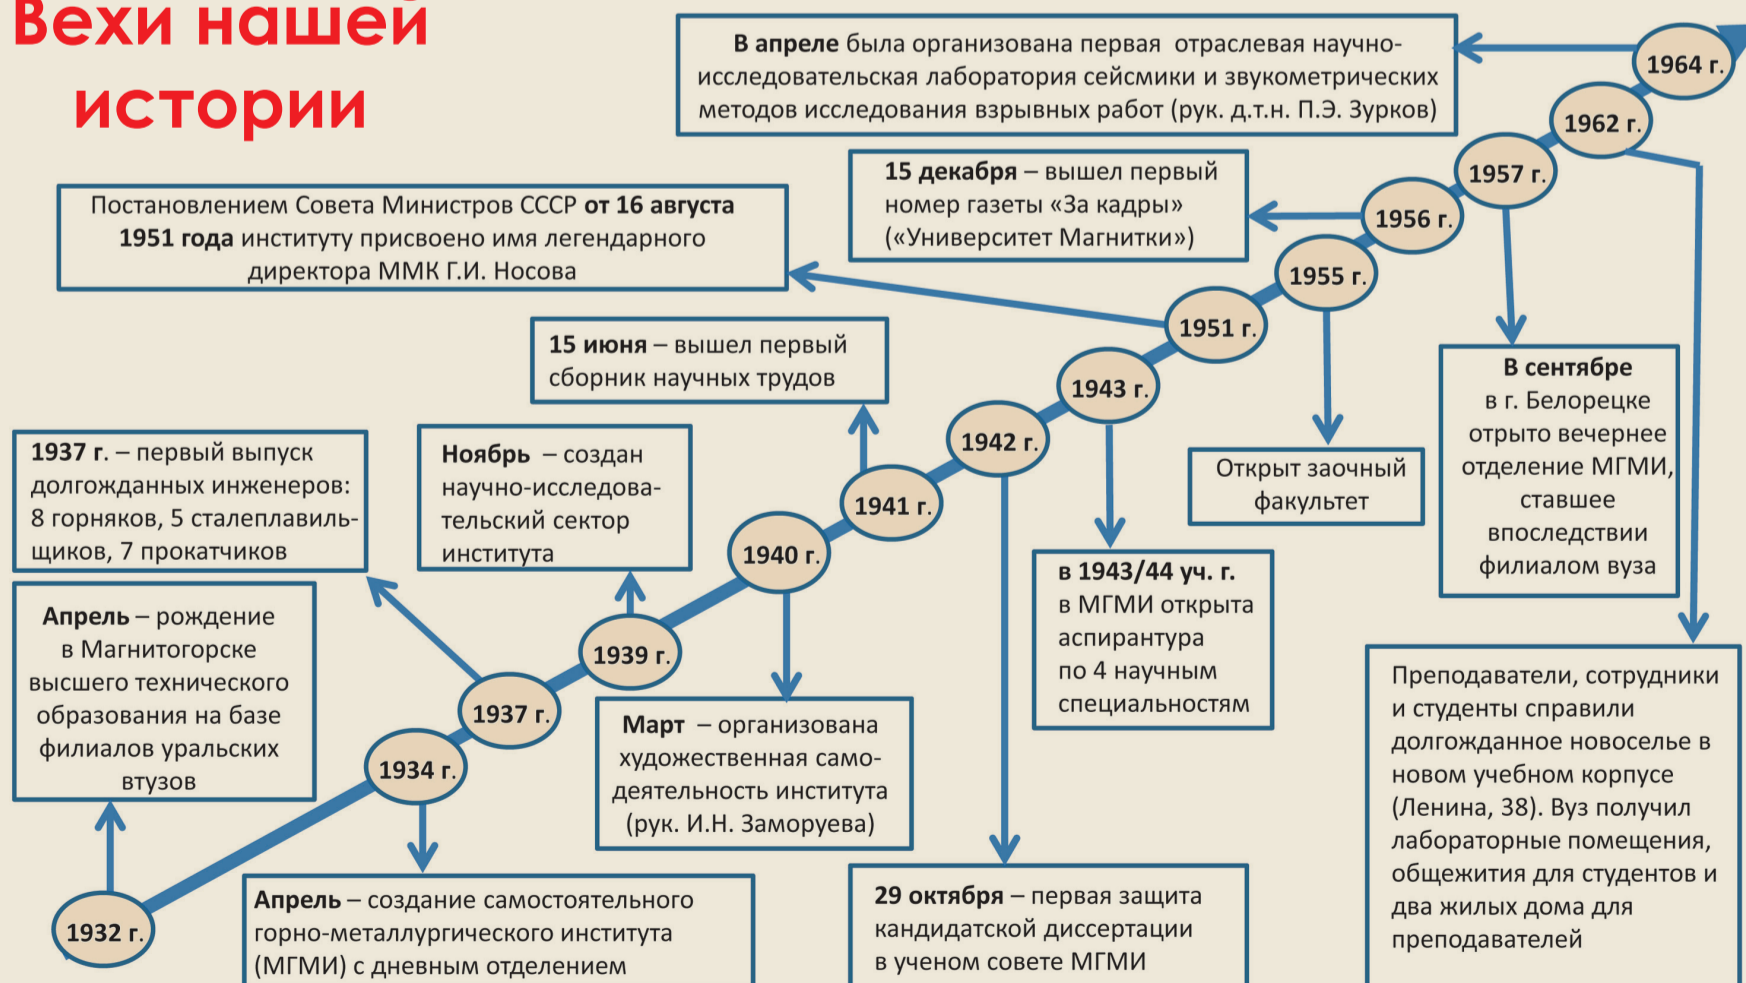 Вехи нашей
истории
В апреле была организована первая отраслевая научно-
исследовательская лаборатория сейсмики и звукометрических
методов исследования взрывных работ (рук. д.т.н. П.Э. Зурков)
1964 г.
1962 г.
15 декабря – вышел первый
номер газеты «За кадры»
(«Университет Магнитки»)
1957 г.
1956 г.
Постановлением Совета Министров СССР от 16 августа
1951 года институту присвоено имя легендарного
директора ММК Г.И. Носова
1955 г.
1951 г.
15 июня – вышел первый
сборник научных трудов
1943 г.
В сентябре
в г. Белорецке
отрыто вечернее
отделение МГМИ,
ставшее
впоследствии
филиалом вуза
1937 г. – первый выпуск
долгожданных инженеров:
8 горняков, 5 сталеплавиль-
щиков, 7 прокатчиков
Ноябрь – создан
научно-исследова-
тельский сектор
института
1942 г.
Открыт заочный
факультет
1941 г.
1940 г.
в 1943/44 уч. г.
в МГМИ открыта
аспирантура
по 4 научным
специальностям
Апрель – рождение
в Магнитогорске
высшего технического
образования на базе
филиалов уральских
втузов
1939 г.
1937 г.
Март – организована
художественная само-
деятельность института
(рук. И.Н. Заморуева)
Преподаватели, сотрудники
и студенты справили
долгожданное новоселье в
новом учебном корпусе
(Ленина, 38). Вуз получил
лабораторные помещения,
общежития для студентов и
два жилых дома для
преподавателей
1934 г.
1932 г.
Апрель – создание самостоятельного
горно-металлургического института
(МГМИ) с дневным отделением
29 октября – первая защита
кандидатской диссертации
в ученом совете МГМИ